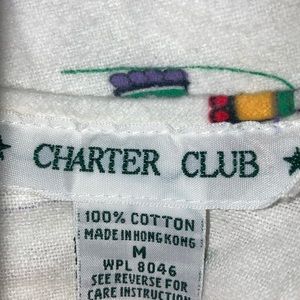 CHARTER CLUB
100% COTTON
MADE IN HONG KONG
M
WPL 8046
SEE REVERSE FOR
CARE INSTRUCTION